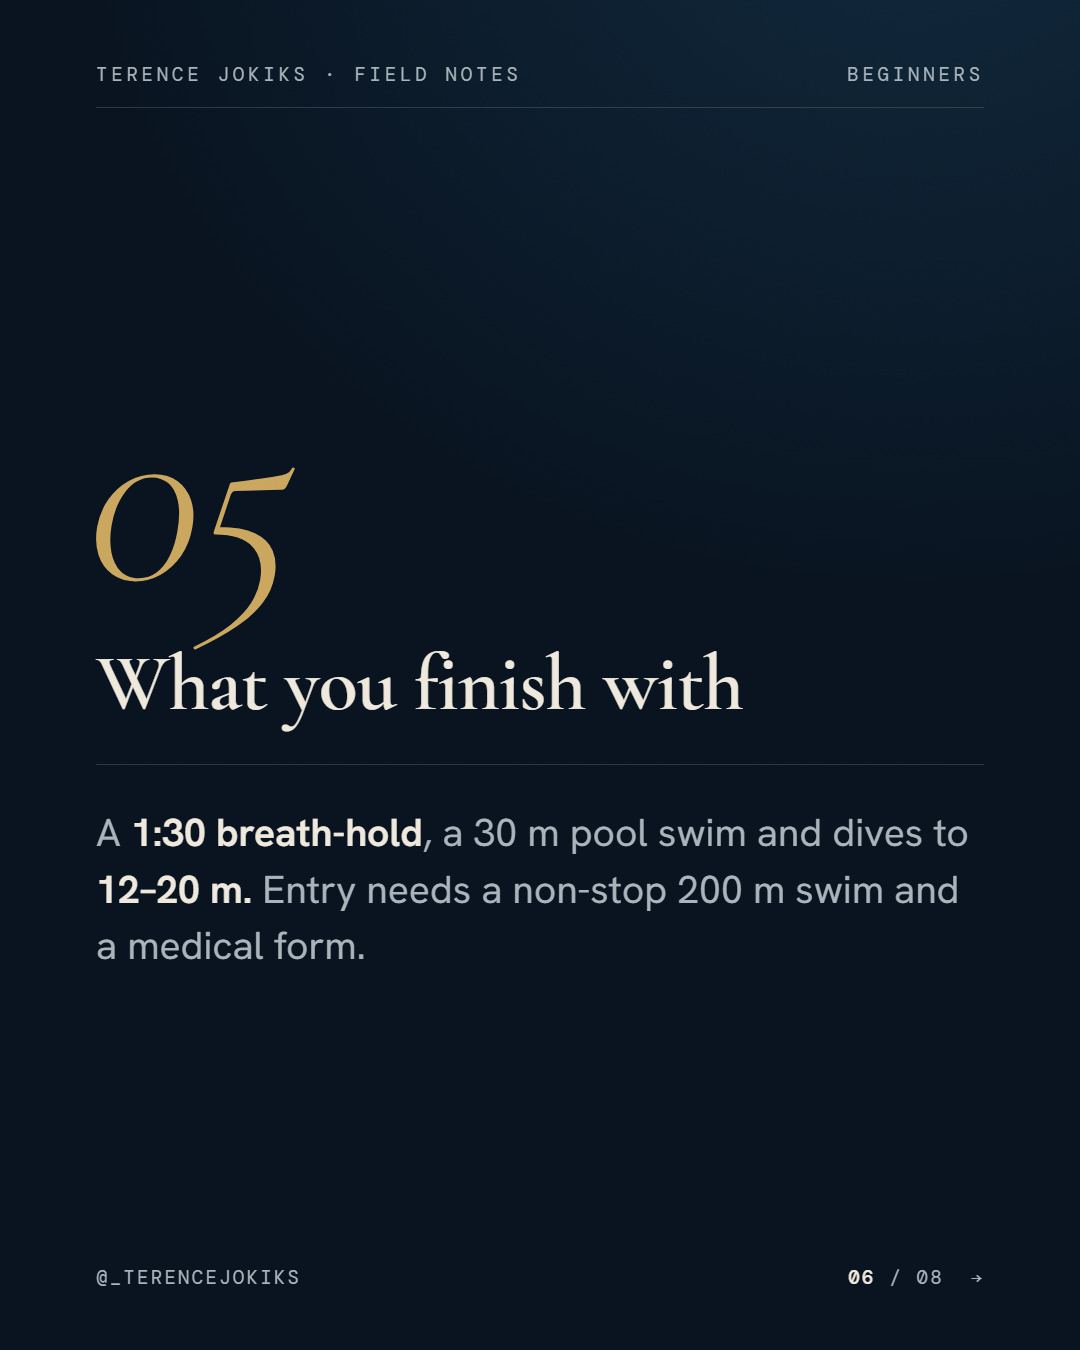 TERENCE JOKIKS · FIELD NOTES
BEGINNERS
05
What you finish with
A 1:30 breath-hold, a 30 m pool swim and dives to
12–20 m. Entry needs a non-stop 200 m swim and
a medical form.
@_TERENCEJOKIKS
06 / 08 →